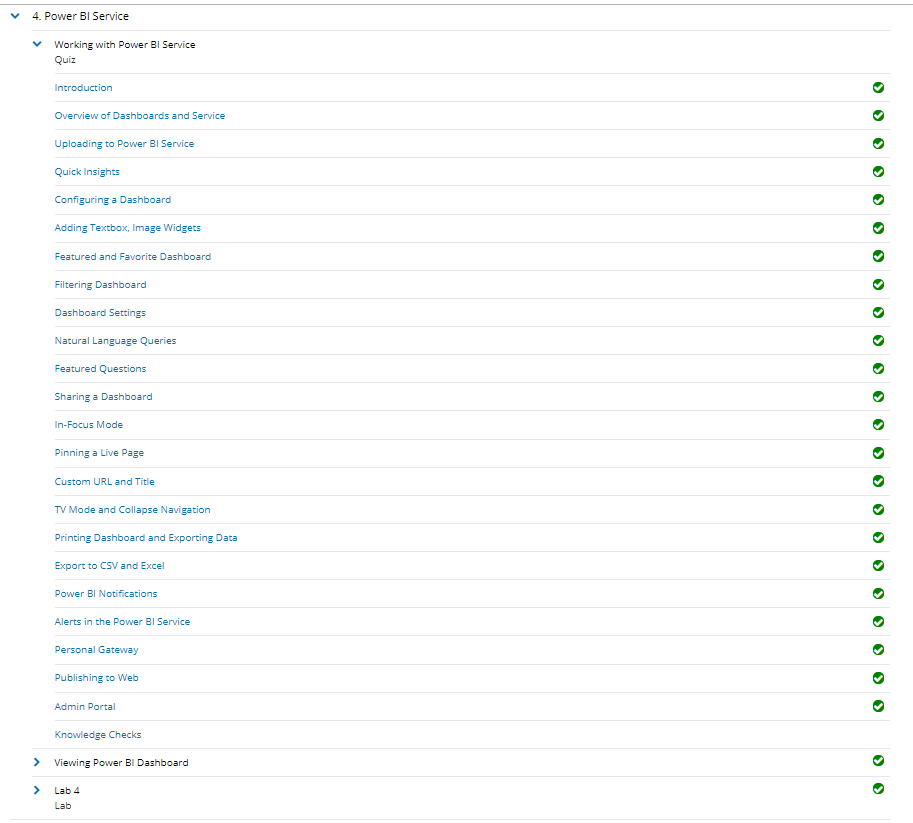 4. Power BI Service
Working with Power BI Service
Quiz
Introduction
Overview of Dashboards and Service
Uploading to Power BI Service
Quick Insights
Configuring a Dashboard
Adding Textbox, Image Widgets
Featured and Favorite Dashboard
Filtering Dashboard
Dashboard Settings
Natural Language Queries
Featured Questions
Sharing a Dashboard
In-Focus Mode
Pinning a Live Page
Custom URL and Title
TV Mode and Collapse Navigation
Printing Dashboard and Exporting Data
Export to CSV and Excel
Power BI Notifications
Alerts in the Power BI Service
Personal Gateway
Publishing to Web
Admin Portal
Knowledge Checks
Viewing Power BI Dashboard
Lab 4
Lab